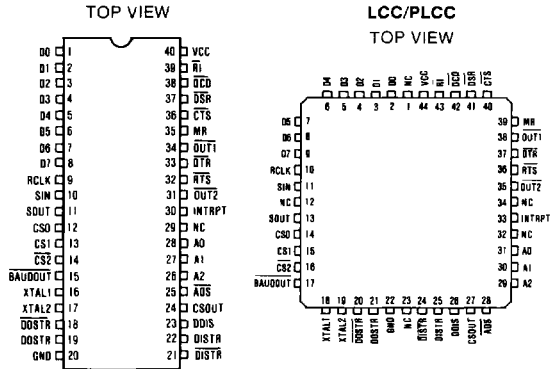 TOP VIEW
D0 1 40 VCC
D1 2 39 RI
D2 3 38 DCD
D3 4 37 DSR
D4 5 36 CTS
D5 6 35 MR
D6 7 34 OUT1
D7 8 33 DTR
RCLK 9 32 RTS
SIN 10 31 OUT2
SOUT 11 30 INTRPT
CS0 12 29 NC
CS1 13 28 A0
CS2 14 27 A1
BAUDOUT 15 26 A2
XTAL1 16 25 ADS
XTAL2 17 24 CSOUT
DOSTR 18 23 DDIS
DOSTR 19 22 DISTR
GND 20 21 DISTR
LCC/PLCC
TOP VIEW
D4 D3 D2 D1 D0 NC VCC RI DCD DSR CTS
6 5 4 3 2 1 44 43 42 41 40
D5 7 39 MR
D6 8 38 OUT1
D7 9 37 DTR
RCLK 10 36 RTS
SIN 11 35 OUT2
NC 12 34 NC
SOUT 13 33 INTRPT
CS0 14 32 NC
CS1 15 31 A0
CS2 16 30 A1
BAUDOUT 17 29 A2
18 19 20 21 22 23 24 25 26 27 28
XTAL1 XTAL2 DOSTR DOSTR GND NC DISTR DISTR DDIS CSOUT ADS